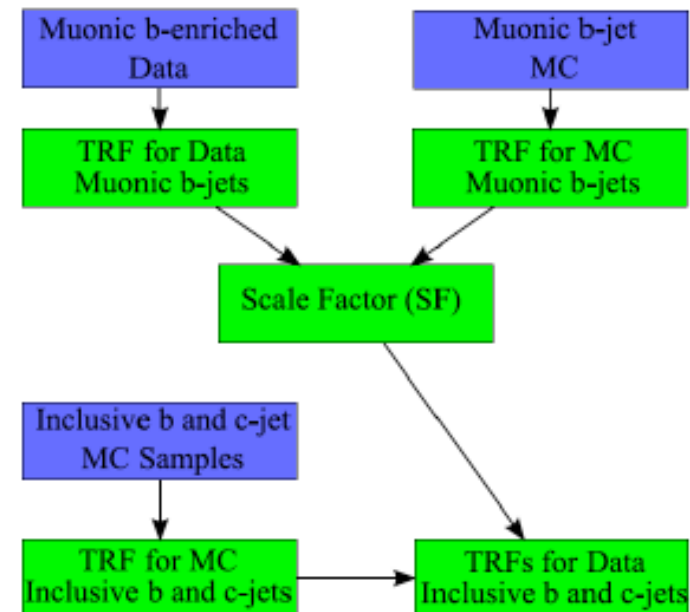 Muonic b-enriched
Data
Muonic b-jet
MC
TRF for Data
Muonic b-jets
TRF for MC
Muonic b-jets
Scale Factor (SF)
Inclusive b and c-jet
MC Samples
TRF for MC
Inclusive b and c-jets
TRFs for Data
Inclusive b and c-jets